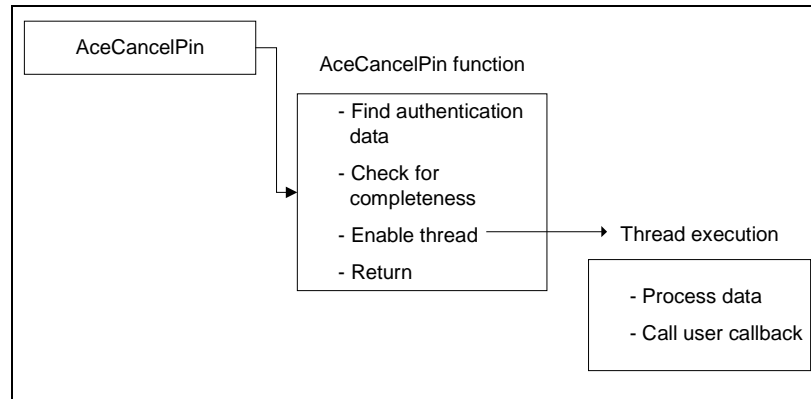 AceCancelPin
AceCancelPin function
- Find authentication
data
- Check for
completeness
- Enable thread
- Return
Thread execution
- Process data
- Call user callback